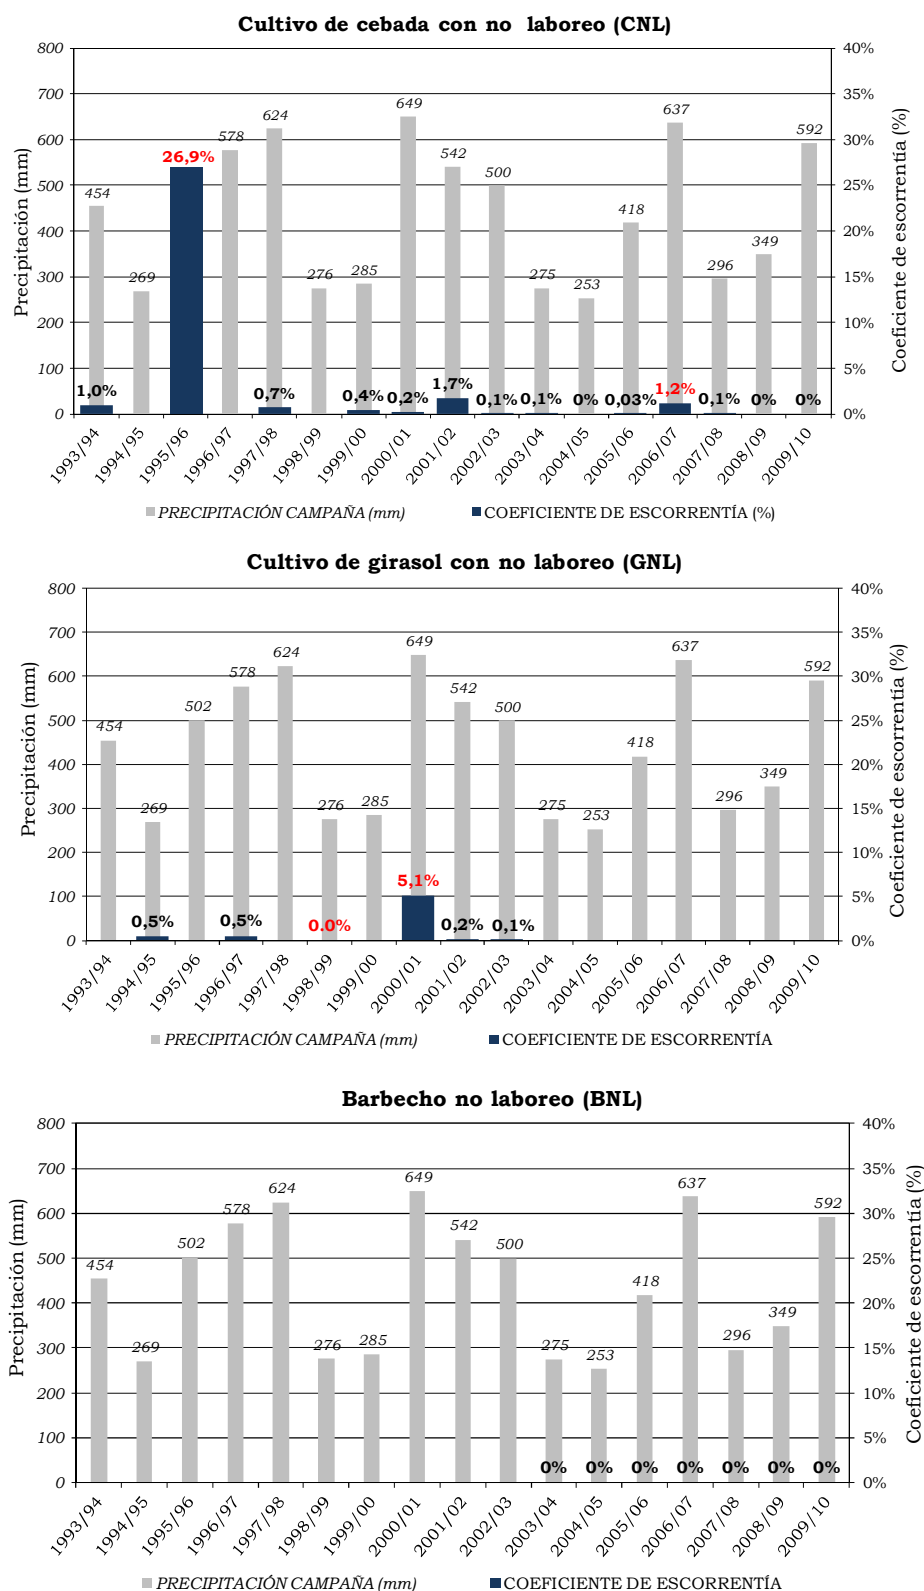 Cultivo de cebada con no laboreo (CNL)
800 40%
700 35%
600 30%
500 25%
400 20%
300 15%
200 10%
100 5%
0 0%
Precipitación (mm)
Coeficiente de escorrentía (%)
454 269 578 624 276 285 649 542 500 275 253 418 637 296 349 592
1,0% 26,9% 0,7% 0,4% 0,2% 1,7% 0,1% 0,1% 0% 0,03% 1,2% 0,1% 0% 0%
1993/94 1994/95 1995/96 1996/97 1997/98 1998/99 1999/00 2000/01 2001/02 2002/03 2003/04 2004/05 2005/06 2006/07 2007/08 2008/09 2009/10
PRECIPITACIÓN CAMPAÑA (mm) COEFICIENTE DE ESCORRENTÍA (%)
Cultivo de girasol con no laboreo (GNL)
800 40%
700 35%
600 30%
500 25%
400 20%
300 15%
200 10%
100 5%
0 0%
Precipitación (mm)
Coeficiente de escorrentía (%)
454 269 502 578 624 276 285 649 542 500 275 253 418 637 296 349 592
0,5% 0,5% 0.0% 5,1% 0,2% 0,1%
1993/94 1994/95 1995/96 1996/97 1997/98 1998/99 1999/00 2000/01 2001/02 2002/03 2003/04 2004/05 2005/06 2006/07 2007/08 2008/09 2009/10
PRECIPITACIÓN CAMPAÑA (mm) COEFICIENTE DE ESCORRENTÍA
Barbecho no laboreo (BNL)
800 40%
700 35%
600 30%
500 25%
400 20%
300 15%
200 10%
100 5%
0 0%
Precipitación (mm)
Coeficiente de escorrentía (%)
454 269 502 578 624 276 285 649 542 500 275 253 418 637 296 349 592
0% 0% 0% 0% 0% 0% 0%
1993/94 1994/95 1995/96 1996/97 1997/98 1998/99 1999/00 2000/01 2001/02 2002/03 2003/04 2004/05 2005/06 2006/07 2007/08 2008/09 2009/10
PRECIPITACIÓN CAMPAÑA (mm) COEFICIENTE DE ESCORRENTÍA